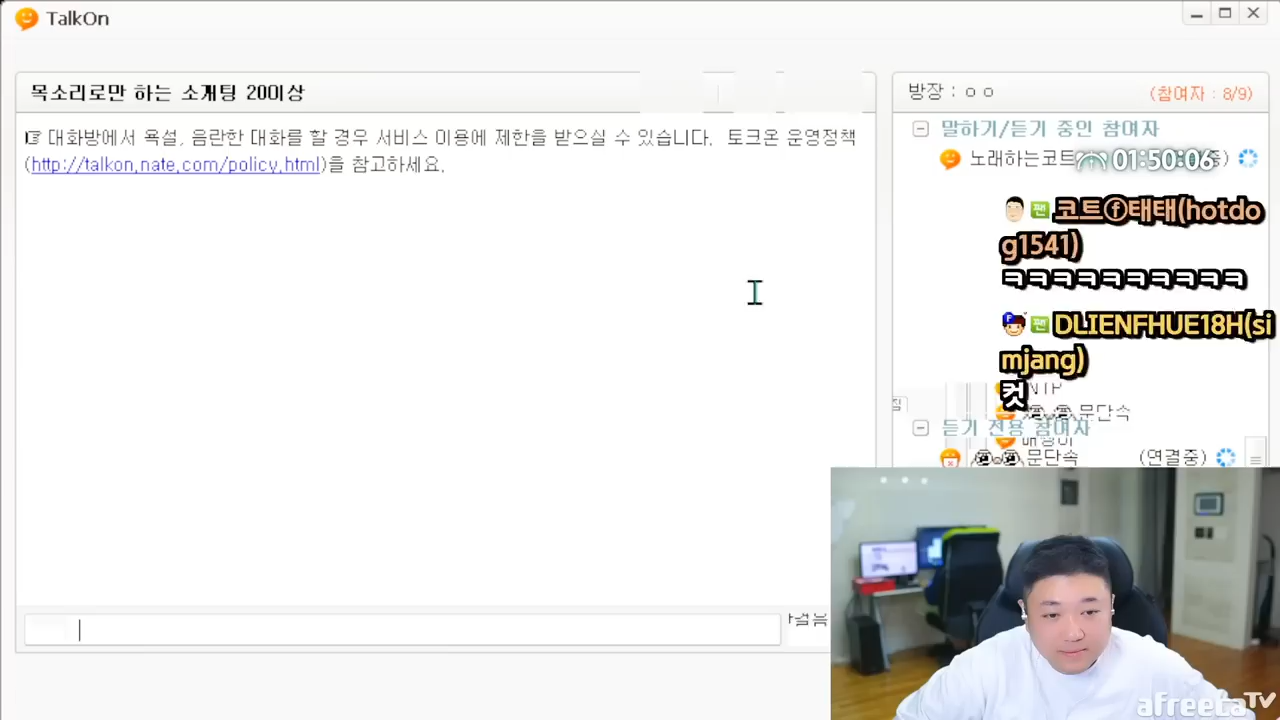 TalkOn
목소리로만 하는 소개팅 20이상
☞ 대화방에서 욕설, 음란한 대화를 할 경우 서비스 이용에 제한을 받으실 수 있습니다. 토크온 운영정책
(http://talkon.nate.com/policy.html)을 참고하세요.
방장 : ㅇㅇ
(참여자 : 8/9)
말하기/듣기 중인 참여자
노래하는코트
01:50:06
팬 코트ⓕ태태(hotdo
g1541)
ㅋㅋㅋㅋㅋㅋㅋㅋㅋㅋ
팬 DLIENFHUE18H(si
mjang)
컷
문단속
듣기 전용 참여자
문단속 (연결중)
afreecaTV